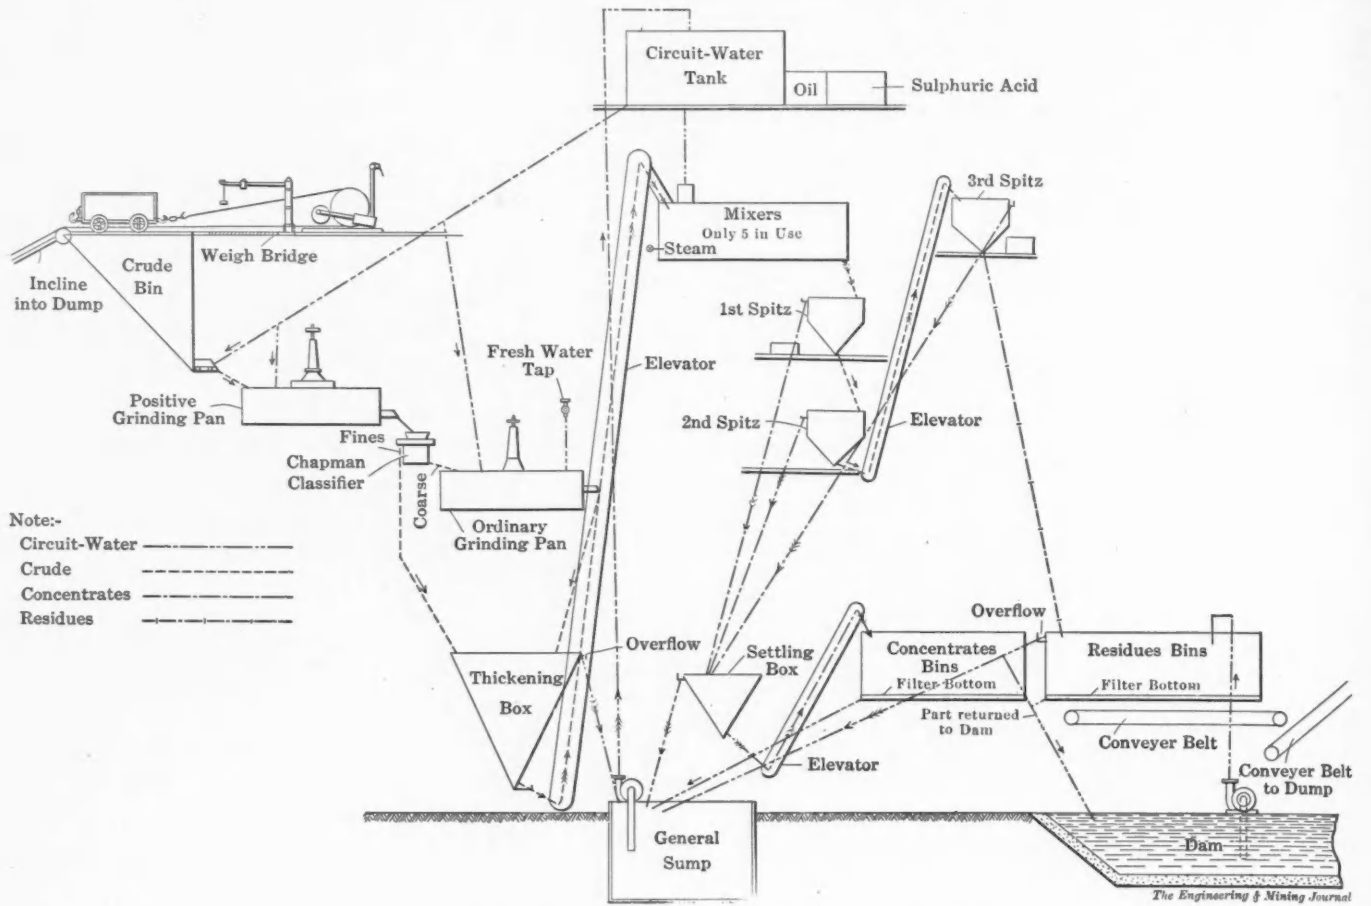 Circuit-Water
Tank
Oil
Sulphuric Acid
3rd Spitz
Mixers
Only 5 in Use
Steam
Weigh Bridge
Crude
Bin
Incline
into Dump
1st Spitz
Fresh Water
Tap
Elevator
Positive
Grinding Pan
2nd Spitz
Elevator
Fines
Chapman
Classifier
Coarse
Ordinary
Grinding Pan
Note:-
Circuit-Water
Crude
Concentrates
Residues
Overflow
Overflow
Settling
Box
Concentrates
Bins
Filter Bottom
Residues Bins
Filter Bottom
Thickening
Box
Part returned
to Dam
Conveyer Belt
Elevator
Conveyer Belt
to Dump
General
Sump
Dam
The Engineering & Mining Journal